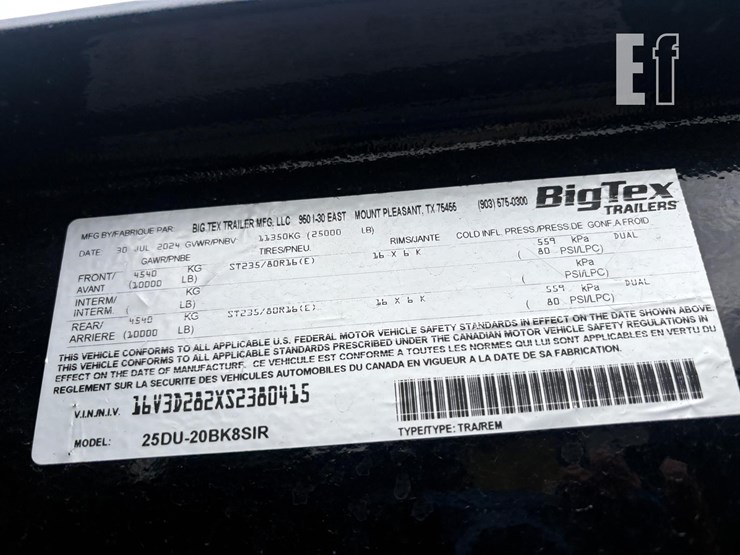 Ef
MFG BY/FABRIQUE PAR: BIG TEX TRAILER MFG, LLC 950 I-30 EAST MOUNT PLEASANT, TX 75455 (903) 575-0300 BigTex TRAILERS
DATE 30 JUL 2024 GVWR/PNBV: 11350KG (25000 LB)
GAWR/PNBE TIRES/PNEU. RIMS/JANTE COLD INFL. PRESS/PRESS.DE GONF.A FROID
FRONT/ 4540 KG ST235/80R16(E) 16 X 6 K 559 kPa DUAL
AVANT (10000 LB) ( 80 PSI/LPC)
INTERM/ KG kPa
INTERM. ( LB) ( PSI/LPC)
REAR/ 4540 KG ST235/80R16(E) 16 X 6 K 559 kPa DUAL
ARRIERE (10000 LB) ( 80 PSI/LPC)
THIS VEHICLE CONFORMS TO ALL APPLICABLE U.S. FEDERAL MOTOR VEHICLE SAFETY STANDARDS IN EFFECT ON THE DATE SHOWN ABOVE.
THIS VEHICLE CONFORMS TO ALL APPLICABLE STANDARDS PRESCRIBED UNDER THE CANADIAN MOTOR VEHICLE SAFETY REGULATIONS IN
EFFECT ON THE DATE OF MANUFACTURE. CE VEHICULE EST CONFORME A TOUTES LES NORMES QUI LUI SONT APPLICABLES EN VERTU DU
REGLEMENT SUR LA SECURITE DES VEHICULES AUTOMOBILES DU CANADA EN VIGUEUR A LA DATE DE SA FABRICATION.
V.I.N./N.I.V. 16V3D282XS2380415
MODEL: 25DU-20BK8SIR TYPE/TYPE: TRA/REM